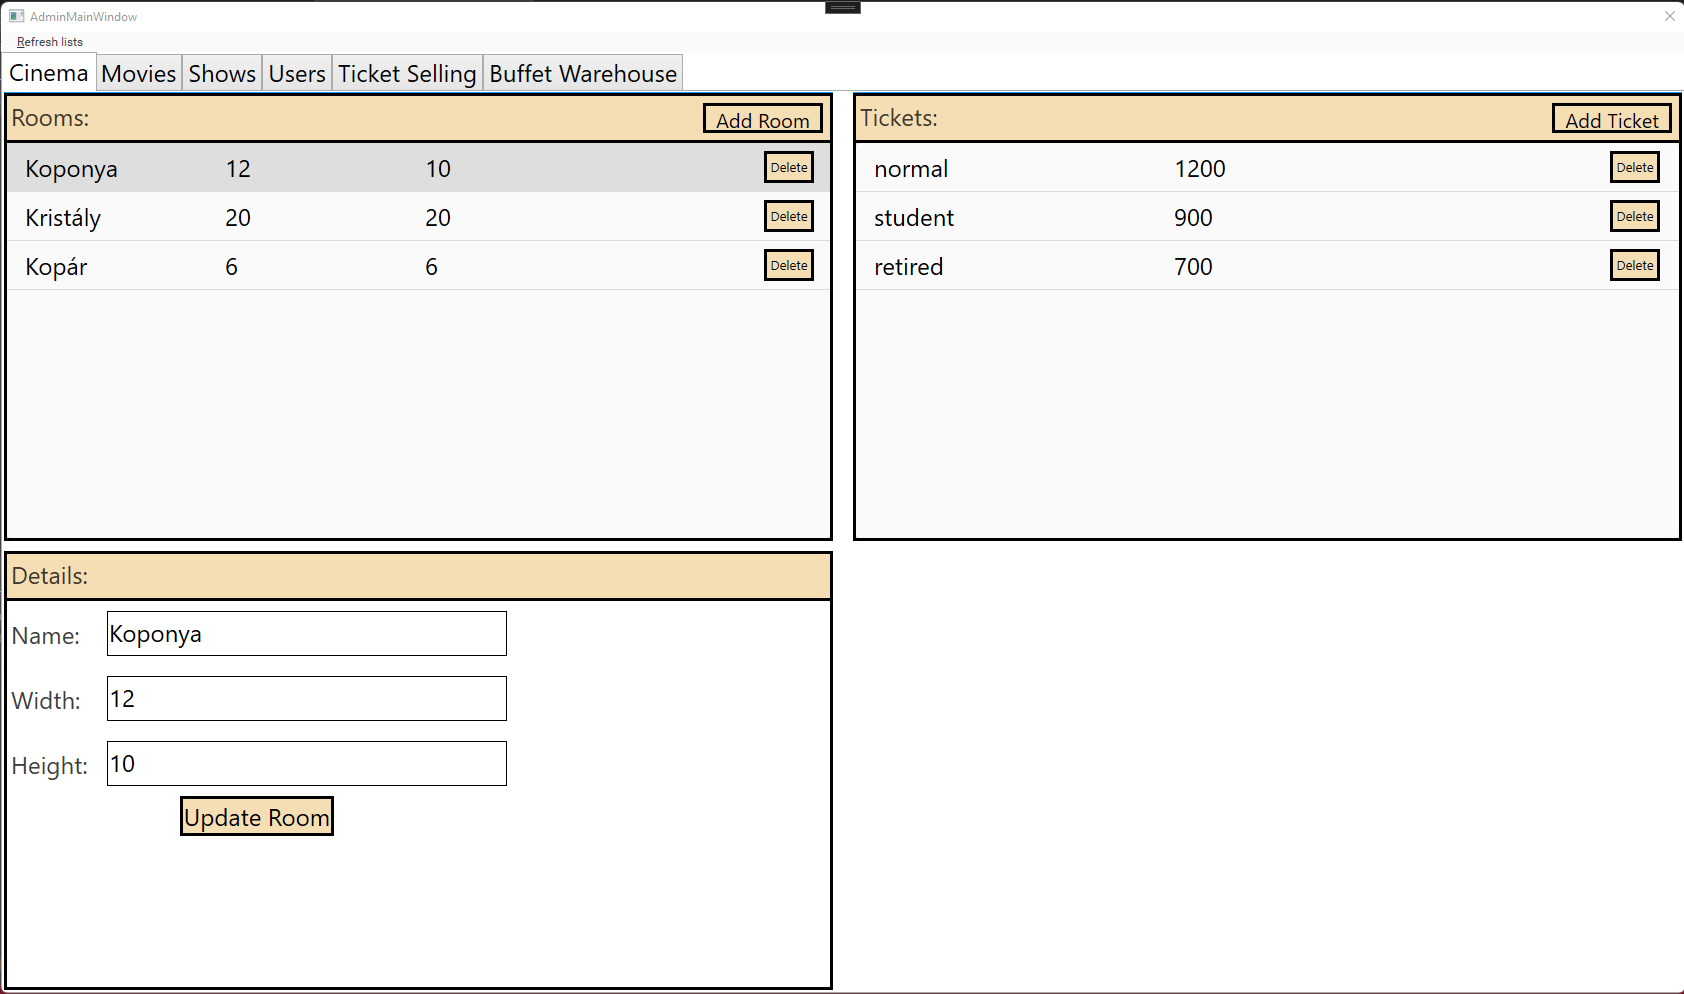 AdminMainWindow
Refresh lists
Cinema Movies Shows Users Ticket Selling Buffet Warehouse
Rooms: Add Room
Koponya 12 10 Delete
Kristály 20 20 Delete
Kopár 6 6 Delete
Tickets: Add Ticket
normal 1200 Delete
student 900 Delete
retired 700 Delete
Details:
Name: Koponya
Width: 12
Height: 10
Update Room